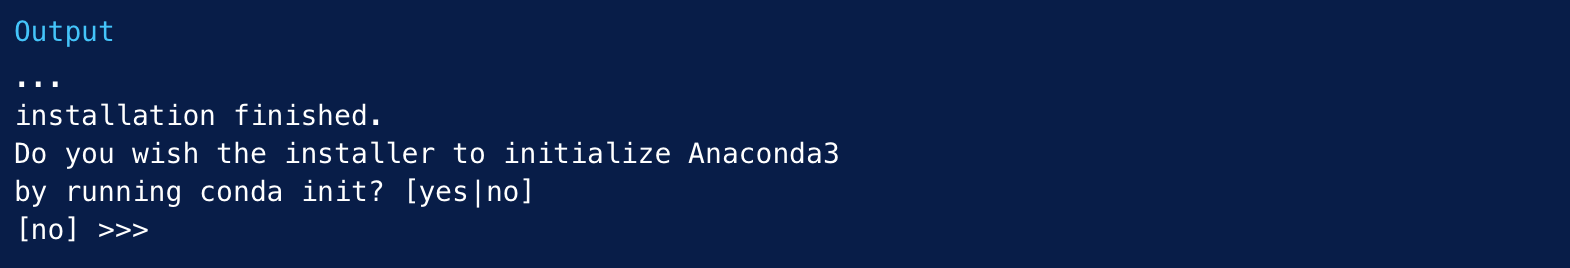 Output
...
installation finished.
Do you wish the installer to initialize Anaconda3
by running conda init? [yes|no]
[no] >>>